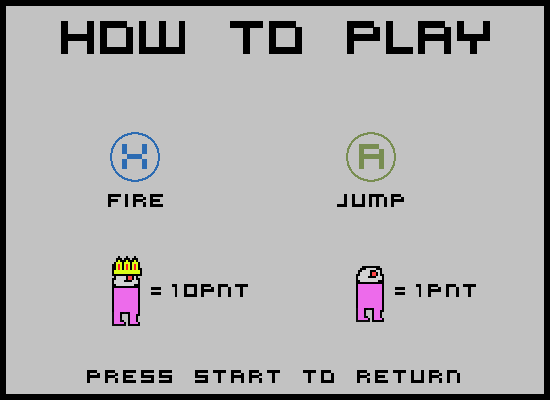 HOW TO PLAY
X A
FIRE JUMP
= 10PNT = 1PNT
PRESS START TO RETURN